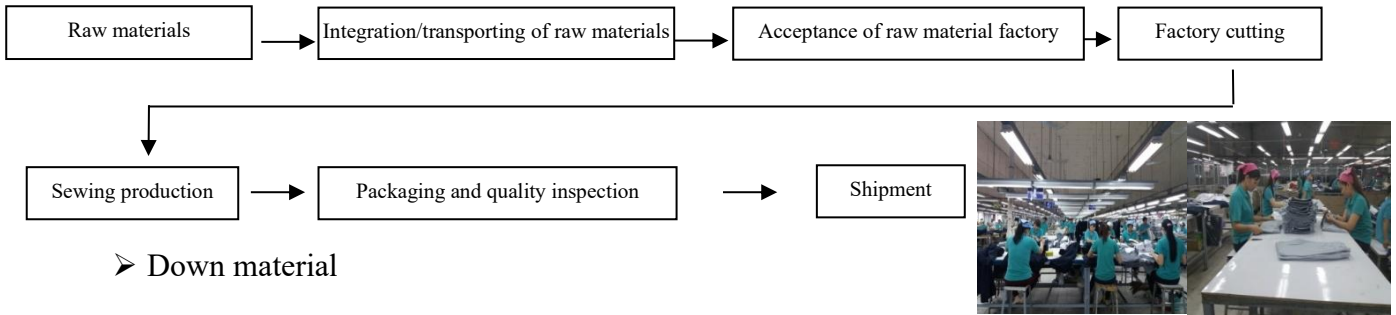 Raw materials
Integration/transporting of raw materials
Acceptance of raw material factory
Factory cutting
Sewing production
Packaging and quality inspection
Shipment
➢ Down material